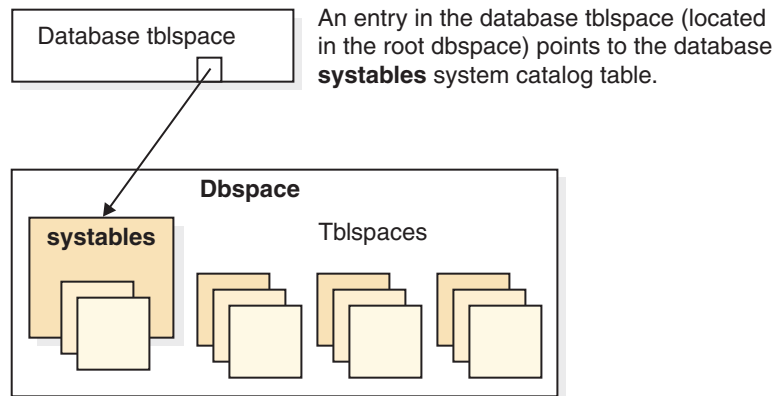 Database tblspace
An entry in the database tblspace (located
in the root dbspace) points to the database
systables system catalog table.
Dbspace
systables
Tblspaces